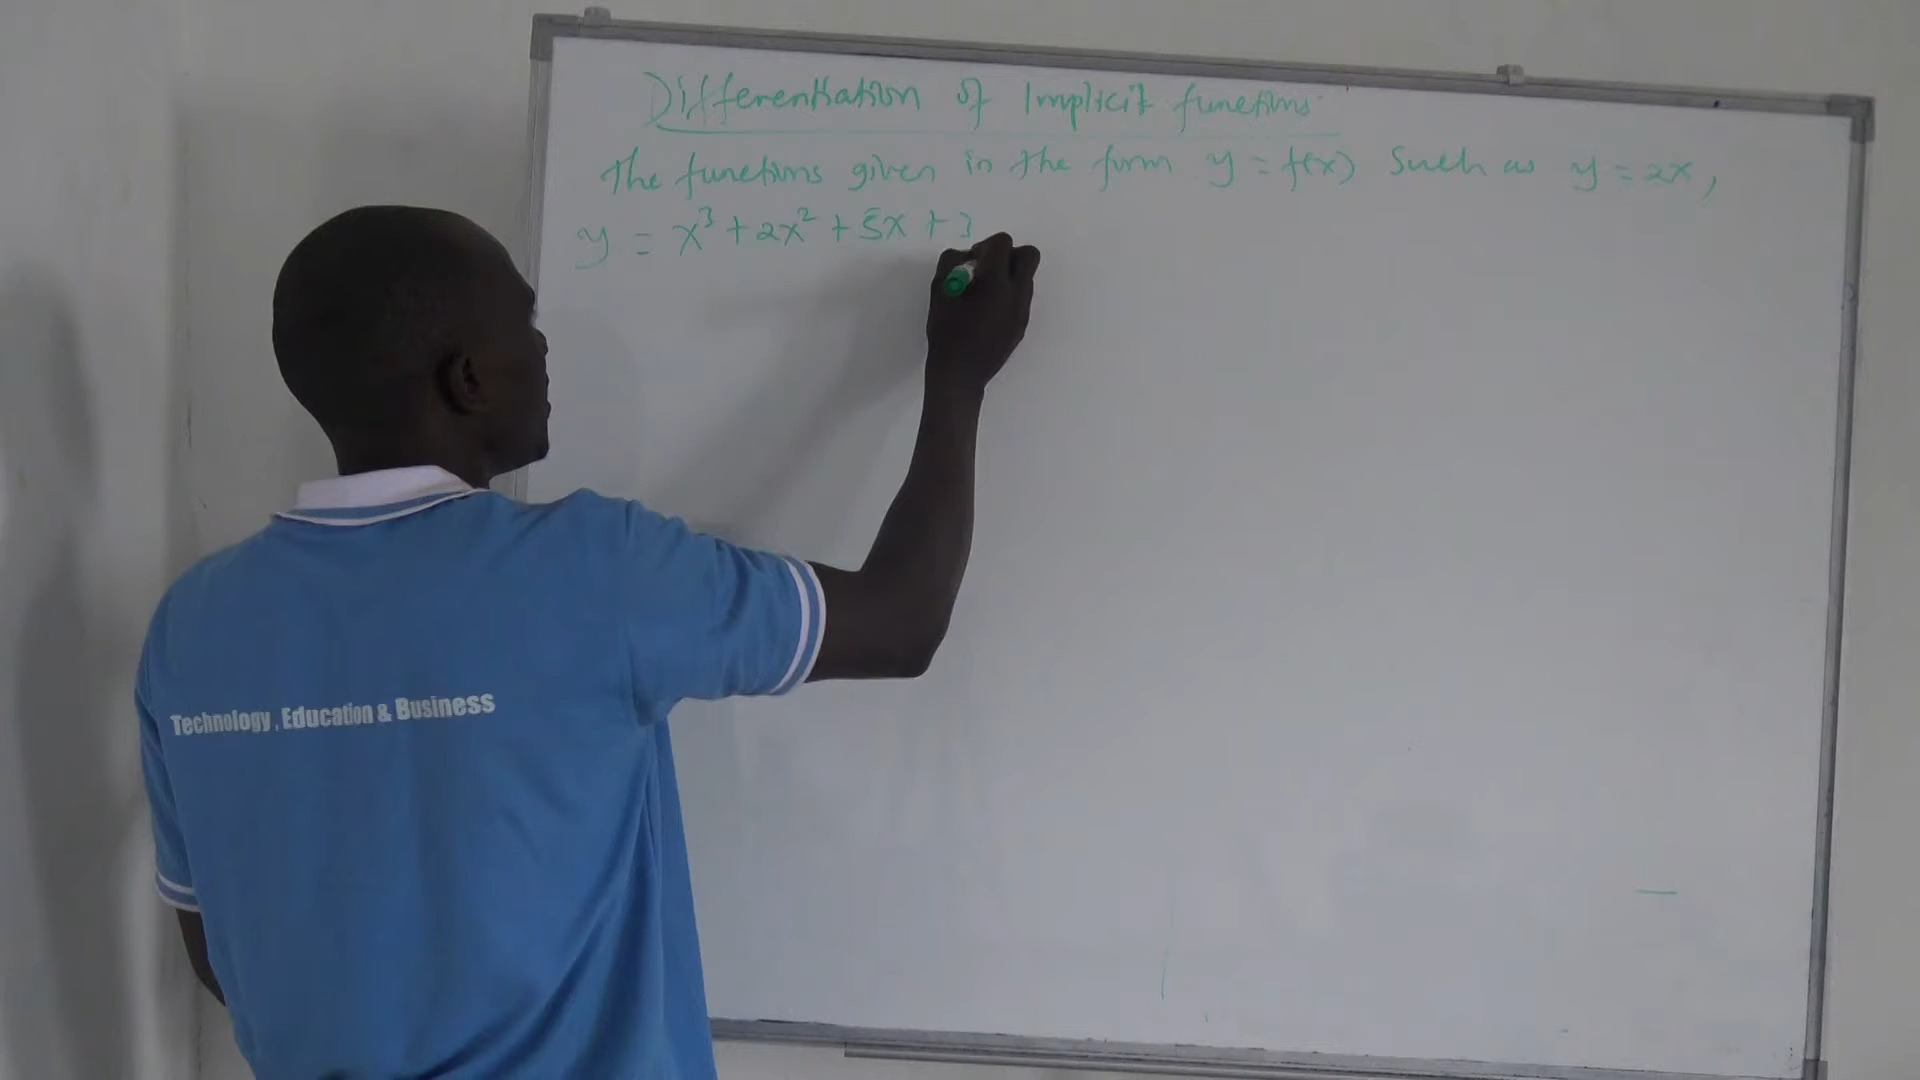 Differentiation of Implicit functions.
The functions given in the form y = f(x) such as y = 2x,
y = x³ + 2x² + 5x + 3
Technology , Education & Business